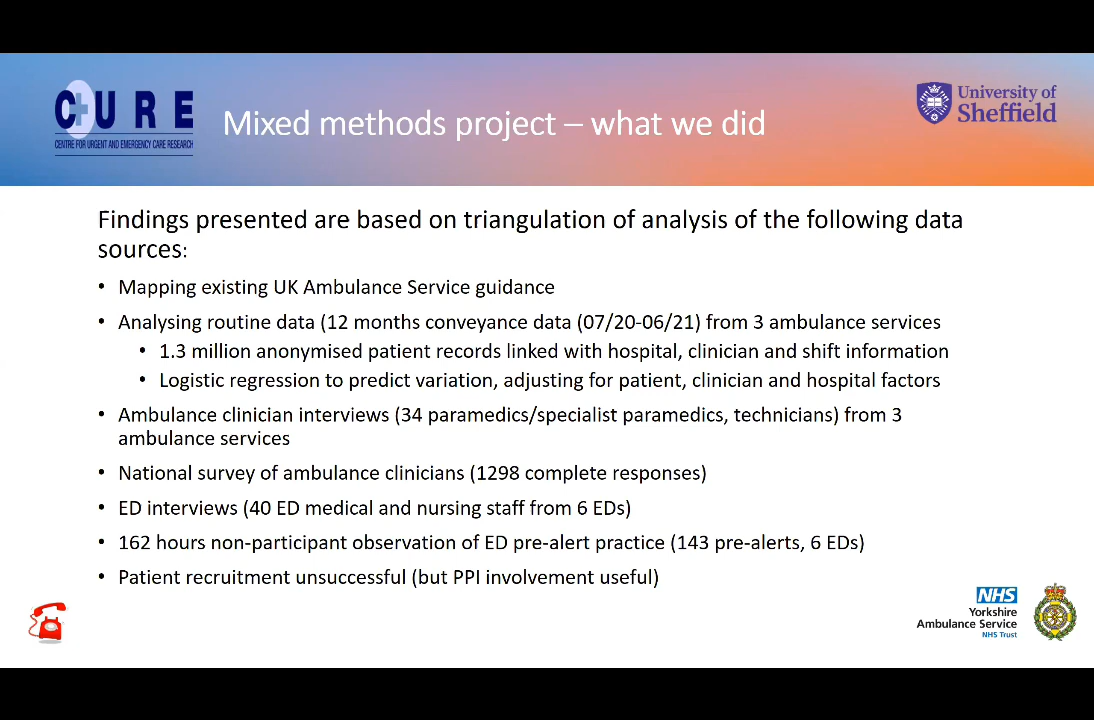 CURE
CENTRE FOR URGENT AND EMERGENCY CARE RESEARCH
Mixed methods project – what we did
University of
Sheffield
Findings presented are based on triangulation of analysis of the following data
sources:
• Mapping existing UK Ambulance Service guidance
• Analysing routine data (12 months conveyance data (07/20-06/21) from 3 ambulance services
• 1.3 million anonymised patient records linked with hospital, clinician and shift information
• Logistic regression to predict variation, adjusting for patient, clinician and hospital factors
• Ambulance clinician interviews (34 paramedics/specialist paramedics, technicians) from 3
ambulance services
• National survey of ambulance clinicians (1298 complete responses)
• ED interviews (40 ED medical and nursing staff from 6 EDs)
• 162 hours non-participant observation of ED pre-alert practice (143 pre-alerts, 6 EDs)
• Patient recruitment unsuccessful (but PPI involvement useful)
NHS
Yorkshire
Ambulance Service
NHS Trust